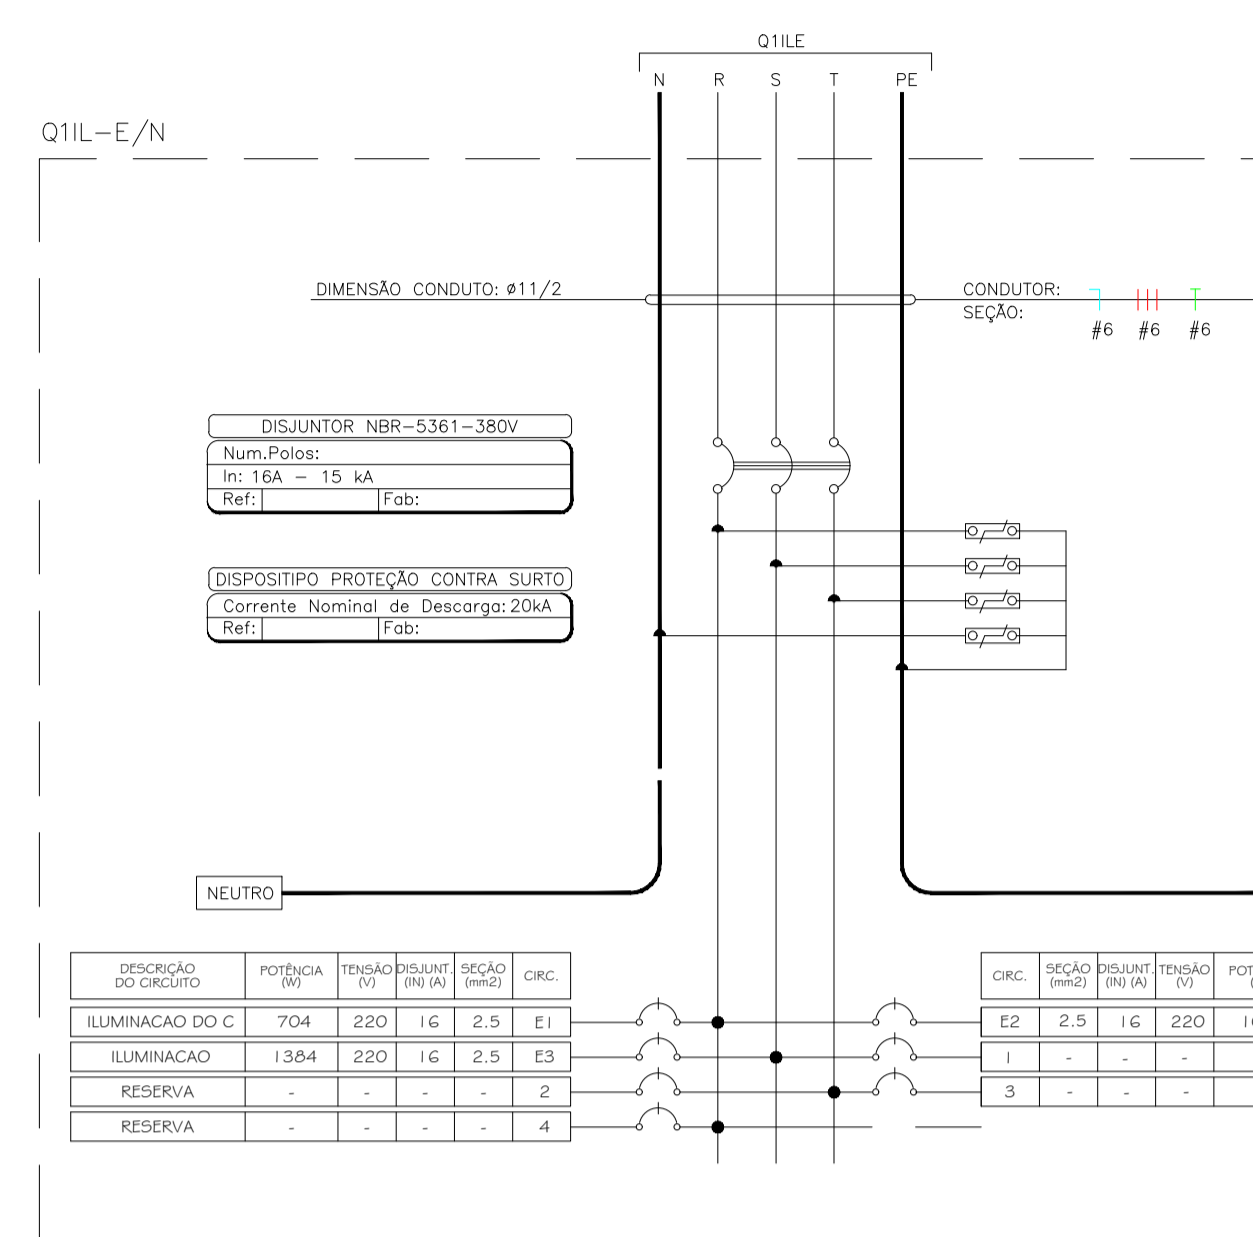 Q1ILE
N R S T PE
Q1IL-E/N
DIMENSÃO CONDUTO: ø11/2
CONDUTOR:
SEÇÃO:
#6 #6 #6
DISJUNTOR NBR-5361-380V
Num.Polos:
In: 16A - 15 kA
Ref: Fab:
DISPOSITIPO PROTEÇÃO CONTRA SURTO
Corrente Nominal de Descarga: 20kA
Ref: Fab:
NEUTRO
DESCRIÇÃO DO CIRCUITO POTÊNCIA (W) TENSÃO (V) DISJUNT. (IN) (A) SEÇÃO (mm2) CIRC.
ILUMINACAO DO C 704 220 16 2.5 E1
ILUMINACAO 1384 220 16 2.5 E3
RESERVA - - - - 2
RESERVA - - - - 4
CIRC. SEÇÃO (mm2) DISJUNT. (IN) (A) TENSÃO (V)
E2 2.5 16 220
1 - - -
3 - - -